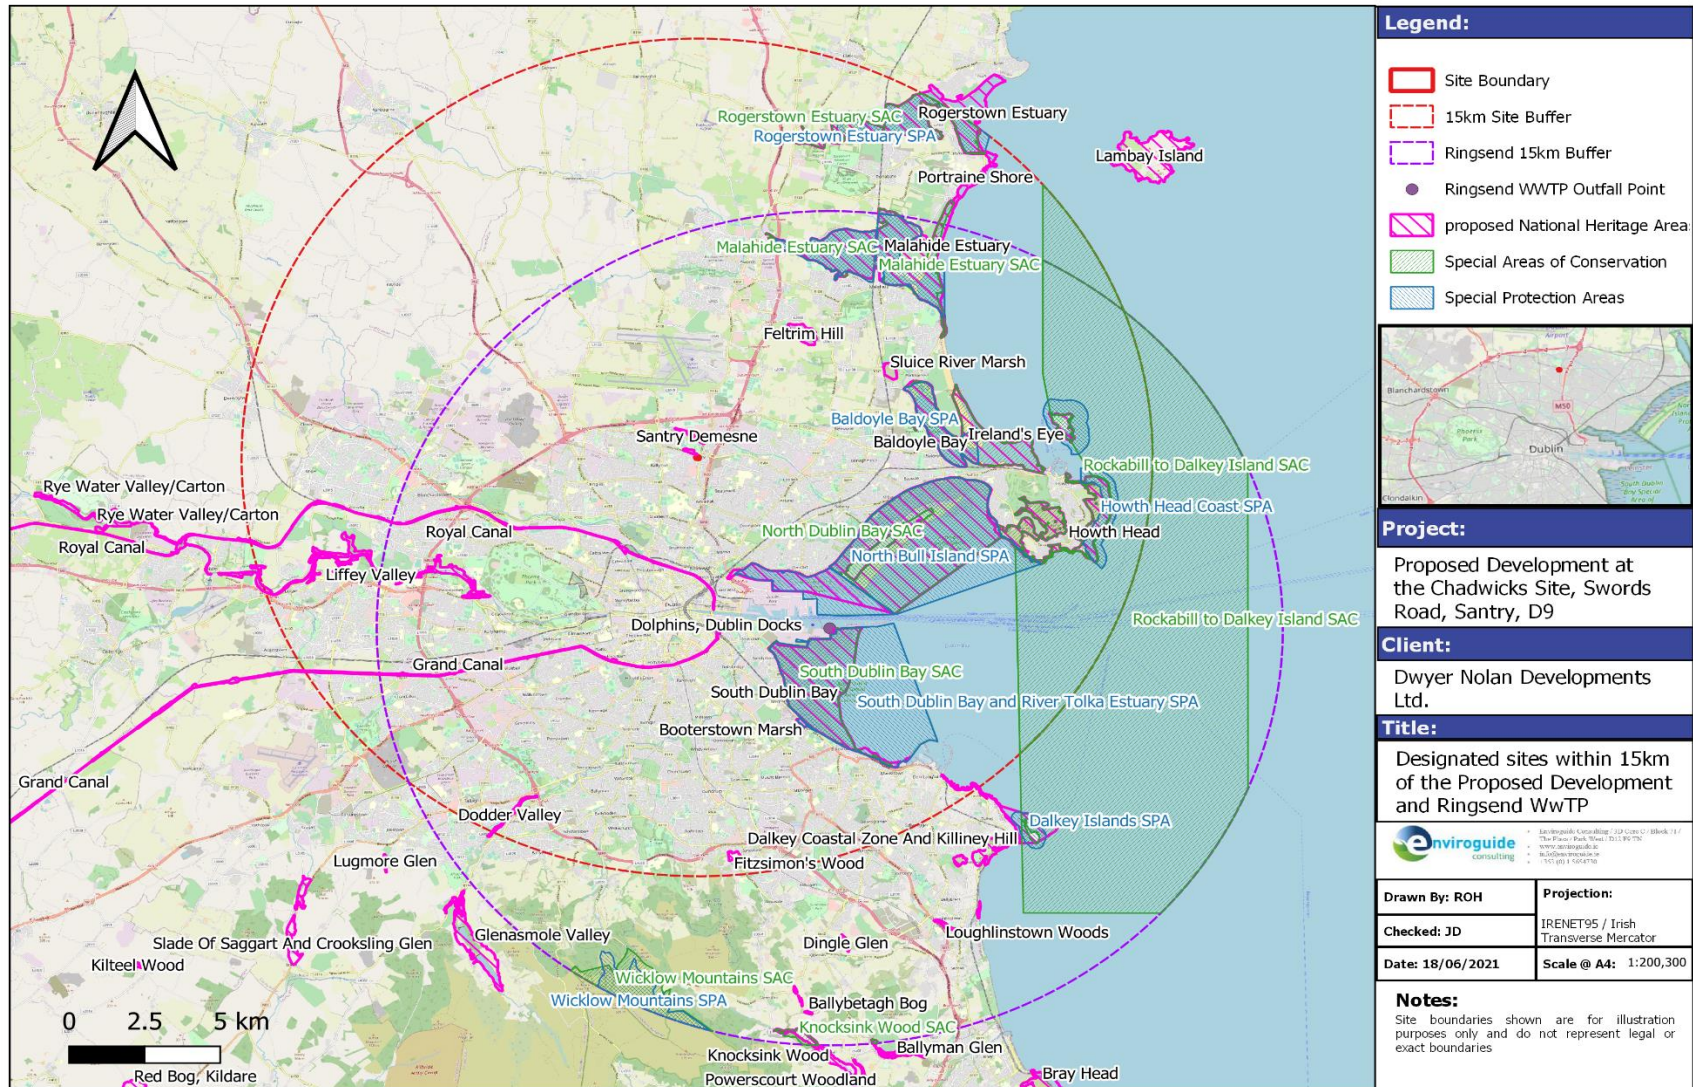 Rogerstown Estuary SAC
Rogerstown Estuary
Rogerstown Estuary SPA
Lambay Island
Portraine Shore
Malahide Estuary SAC
Malahide Estuary
Malahide Estuary SAC
Feltrim Hill
Sluice River Marsh
Baldoyle Bay SPA
Baldoyle Bay
Ireland's Eye
Santry Demesne
Rockabill to Dalkey Island SAC
Rye Water Valley/Carton
Rye Water Valley/Carton
Howth Head Coast SPA
Royal Canal
Royal Canal
North Dublin Bay SAC
Howth Head
North Bull Island SPA
Liffey Valley
Dolphins, Dublin Docks
Rockabill to Dalkey Island SAC
Grand Canal
South Dublin Bay SAC
South Dublin Bay
South Dublin Bay and River Tolka Estuary SPA
Booterstown Marsh
Grand Canal
Dodder Valley
Dalkey Islands SPA
Dalkey Coastal Zone And Killiney Hill
Lugmore Glen
Fitzsimon's Wood
Glenasmole Valley
Loughlinstown Woods
Slade Of Saggart And Crooksling Glen
Dingle Glen
Kilteel Wood
Wicklow Mountains SAC
Wicklow Mountains SPA
Ballybetagh Bog
Knocksink Wood SAC
Knocksink Wood
Ballyman Glen
Powerscourt Woodland
Bray Head
0 2.5 5 km
Red Bog, Kildare
Legend:
Site Boundary
15km Site Buffer
Ringsend 15km Buffer
Ringsend WWTP Outfall Point
proposed National Heritage Area
Special Areas of Conservation
Special Protection Areas
Blanchardstown
Phoenix
Park
M50
Dublin
Clondalkin
Project:
Proposed Development at
the Chadwicks Site, Swords
Road, Santry, D9
Client:
Dwyer Nolan Developments
Ltd.
Title:
Designated sites within 15km
of the Proposed Development
and Ringsend WwTP
enviroguide
consulting
Drawn By: ROH
Checked: JD
Date: 18/06/2021
Projection:
IRENET95 / Irish
Transverse Mercator
Scale @ A4: 1:200,300
Notes:
Site boundaries shown are for illustration
purposes only and do not represent legal or
exact boundaries